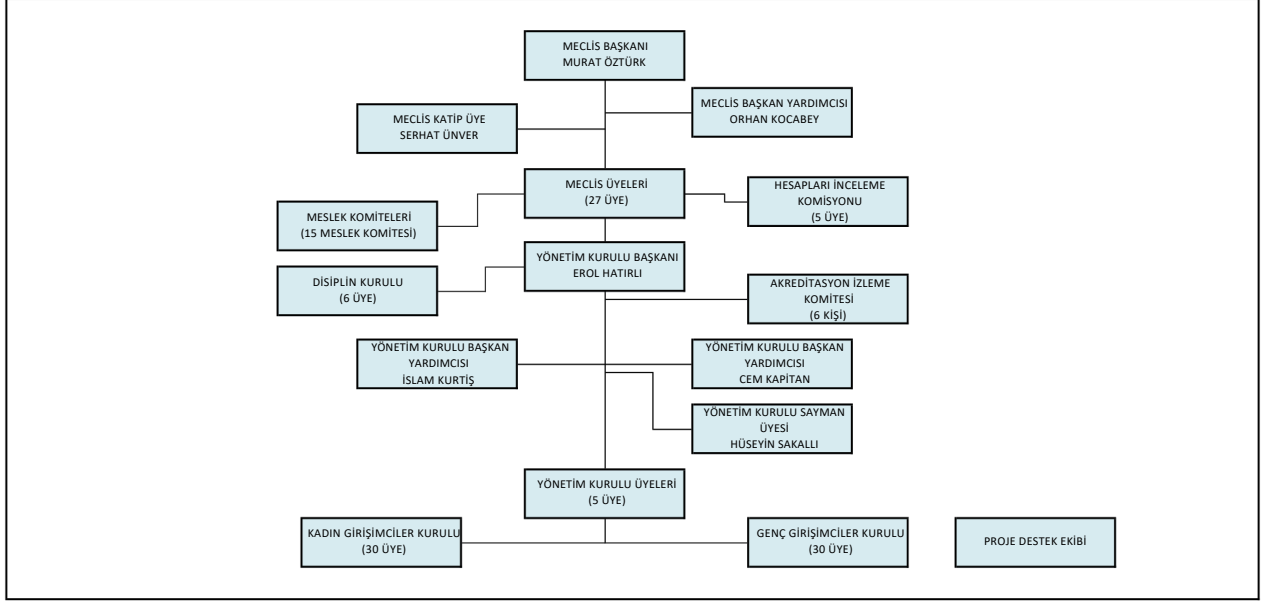 MECLİS BAŞKANI
MURAT ÖZTÜRK
MECLİS BAŞKAN YARDIMCISI
ORHAN KOCABEY
MECLİS KATİP ÜYE
SERHAT ÜNVER
MECLİS ÜYELERİ
(27 ÜYE)
HESAPLARI İNCELEME
KOMİSYONU
(5 ÜYE)
MESLEK KOMİTELERİ
(15 MESLEK KOMİTESİ)
YÖNETİM KURULU BAŞKANI
EROL HATIRLI
DİSİPLİN KURULU
(6 ÜYE)
AKREDİTASYON İZLEME
KOMİTESİ
(6 KİŞİ)
YÖNETİM KURULU BAŞKAN
YARDIMCISI
İSLAM KURTİŞ
YÖNETİM KURULU BAŞKAN
YARDIMCISI
CEM KAPİTAN
YÖNETİM KURULU SAYMAN
ÜYESİ
HÜSEYİN SAKALLI
YÖNETİM KURULU ÜYELERİ
(5 ÜYE)
KADIN GİRİŞİMCİLER KURULU
(30 ÜYE)
GENÇ GİRİŞİMCİLER KURULU
(30 ÜYE)
PROJE DESTEK EKİBİ